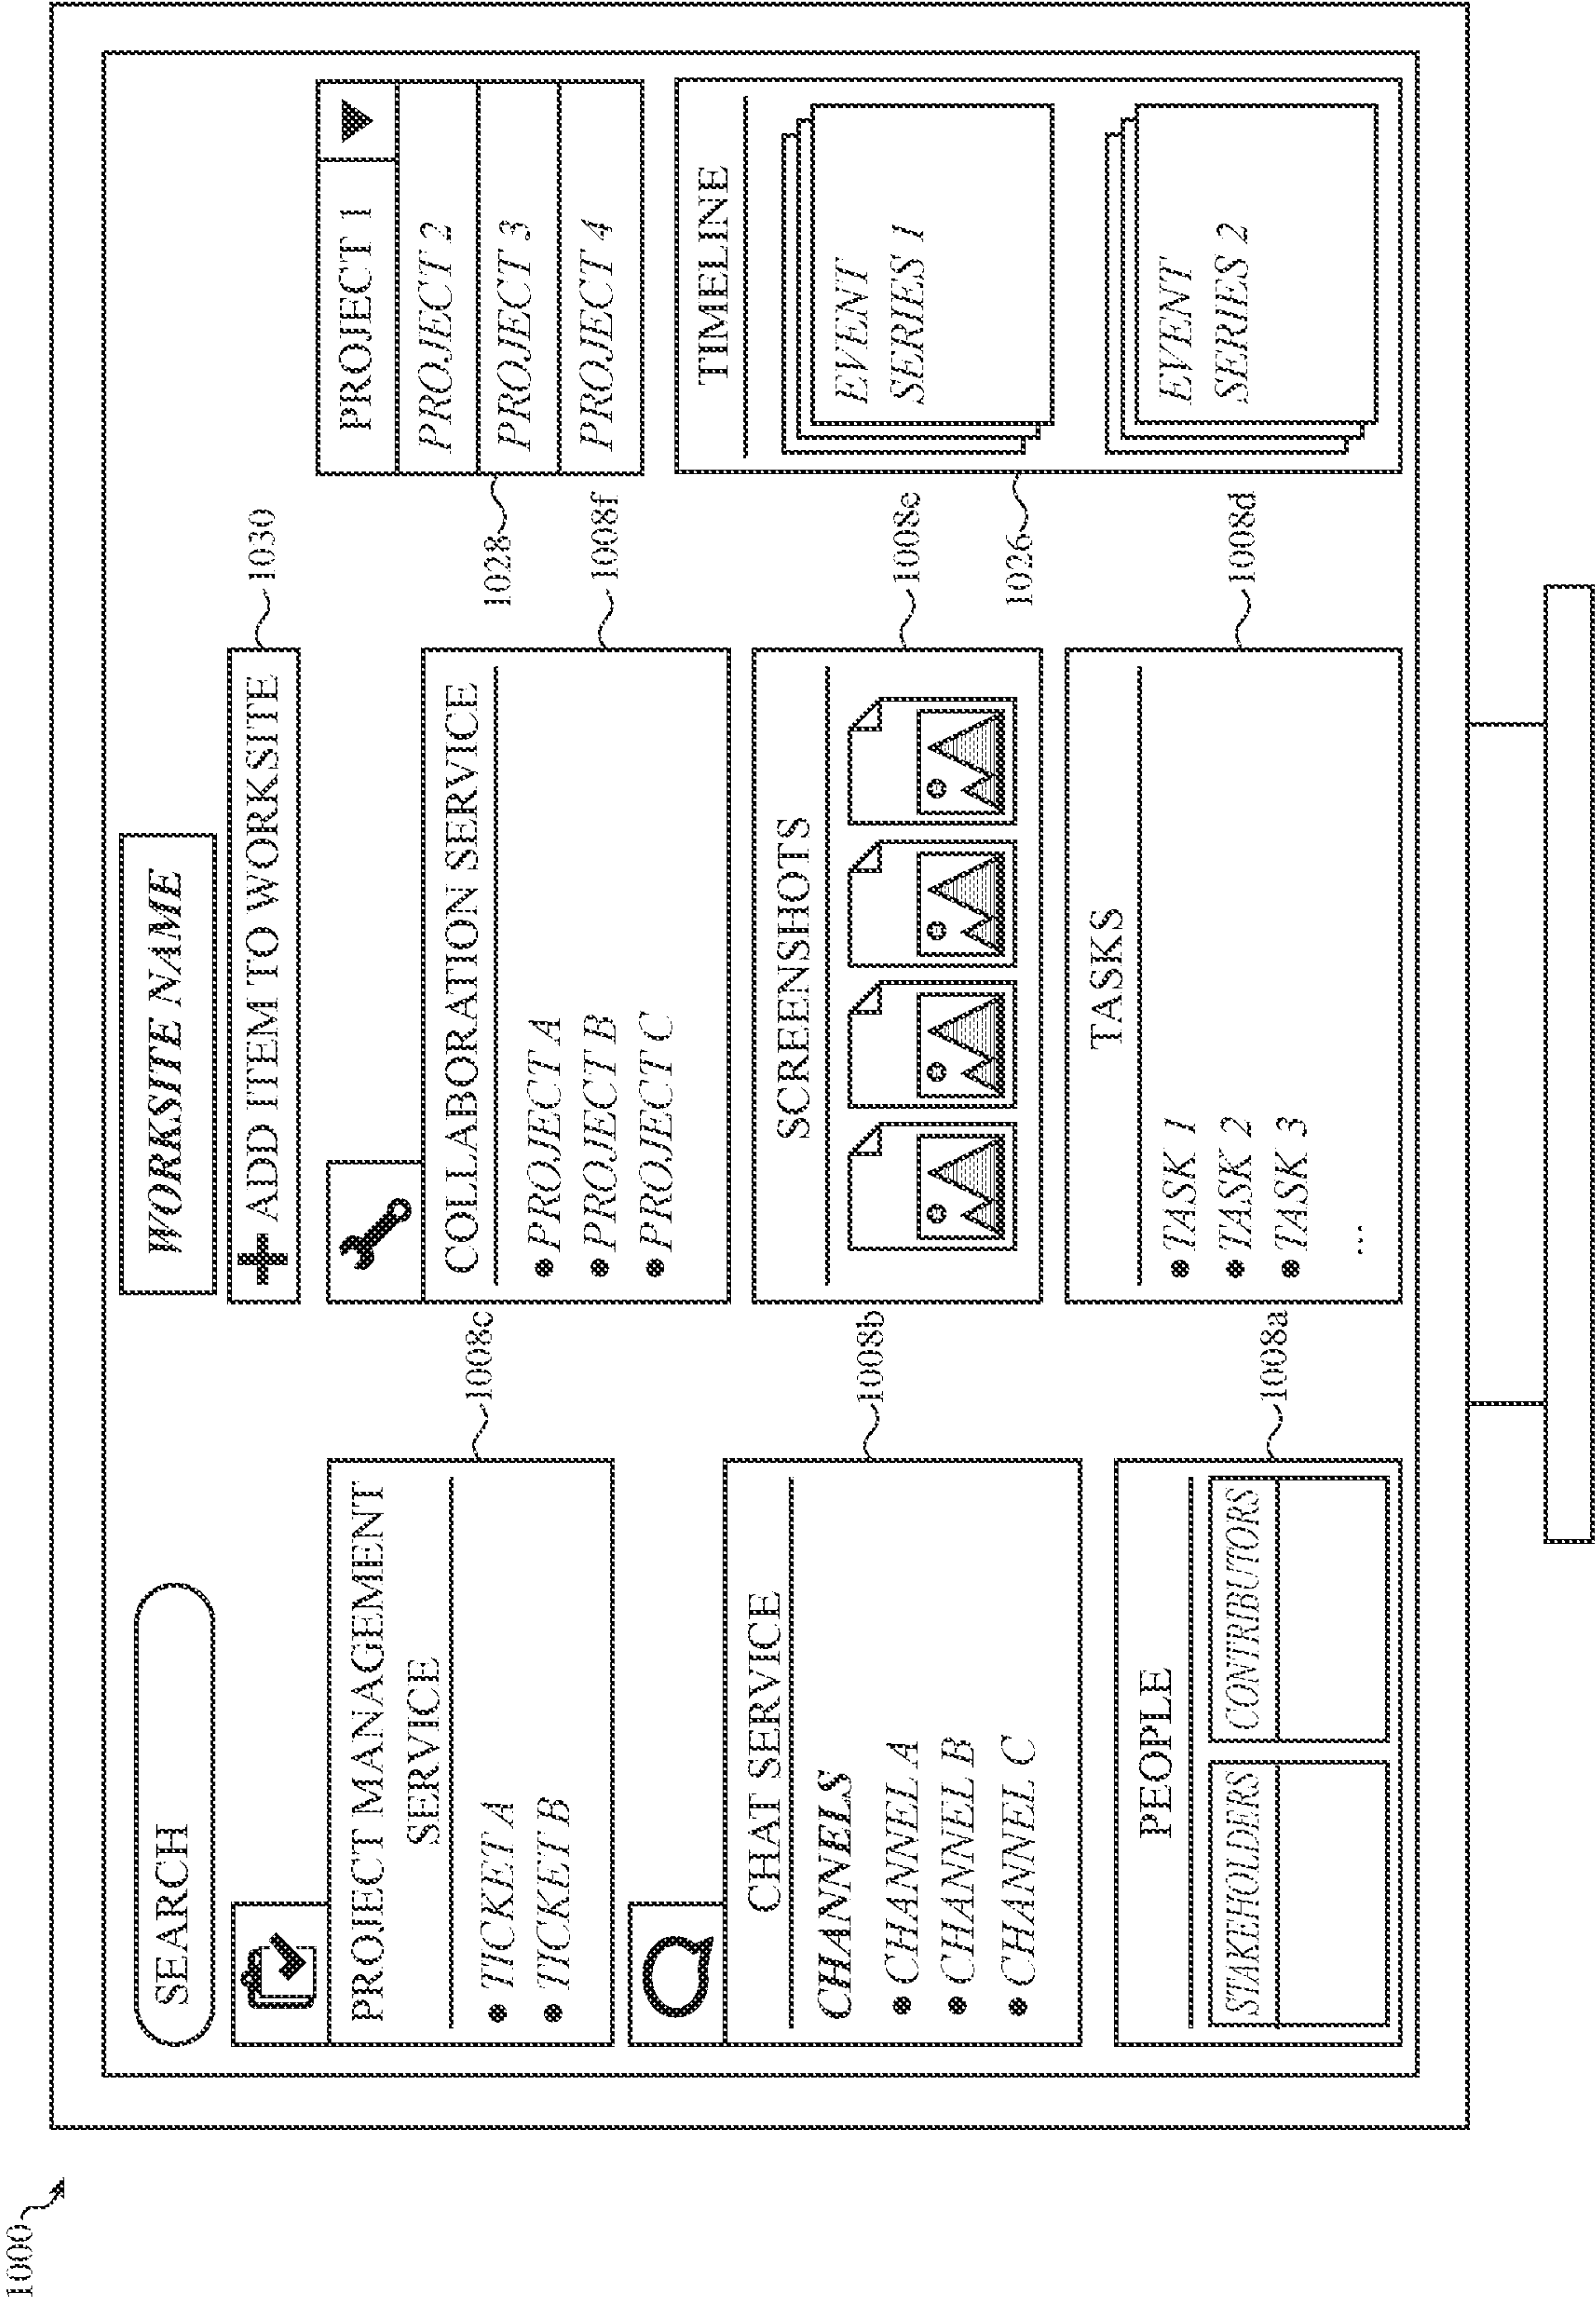 1000
SEARCH
PROJECT MANAGEMENT
SERVICE
• TICKET A
• TICKET B
1008c
CHAT SERVICE
CHANNELS
• CHANNEL A
• CHANNEL B
• CHANNEL C
1008b
PEOPLE
STAKEHOLDERS
CONTRIBUTORS
1008a
WORKSITE NAME
ADD ITEM TO WORKSITE
1030
COLLABORATION SERVICE
• PROJECT A
• PROJECT B
• PROJECT C
1008f
SCREENSHOTS
1008e
TASKS
• TASK 1
• TASK 2
• TASK 3
...
1008d
PROJECT 1
PROJECT 2
PROJECT 3
PROJECT 4
1028
TIMELINE
EVENT
SERIES 1
EVENT
SERIES 2
1026